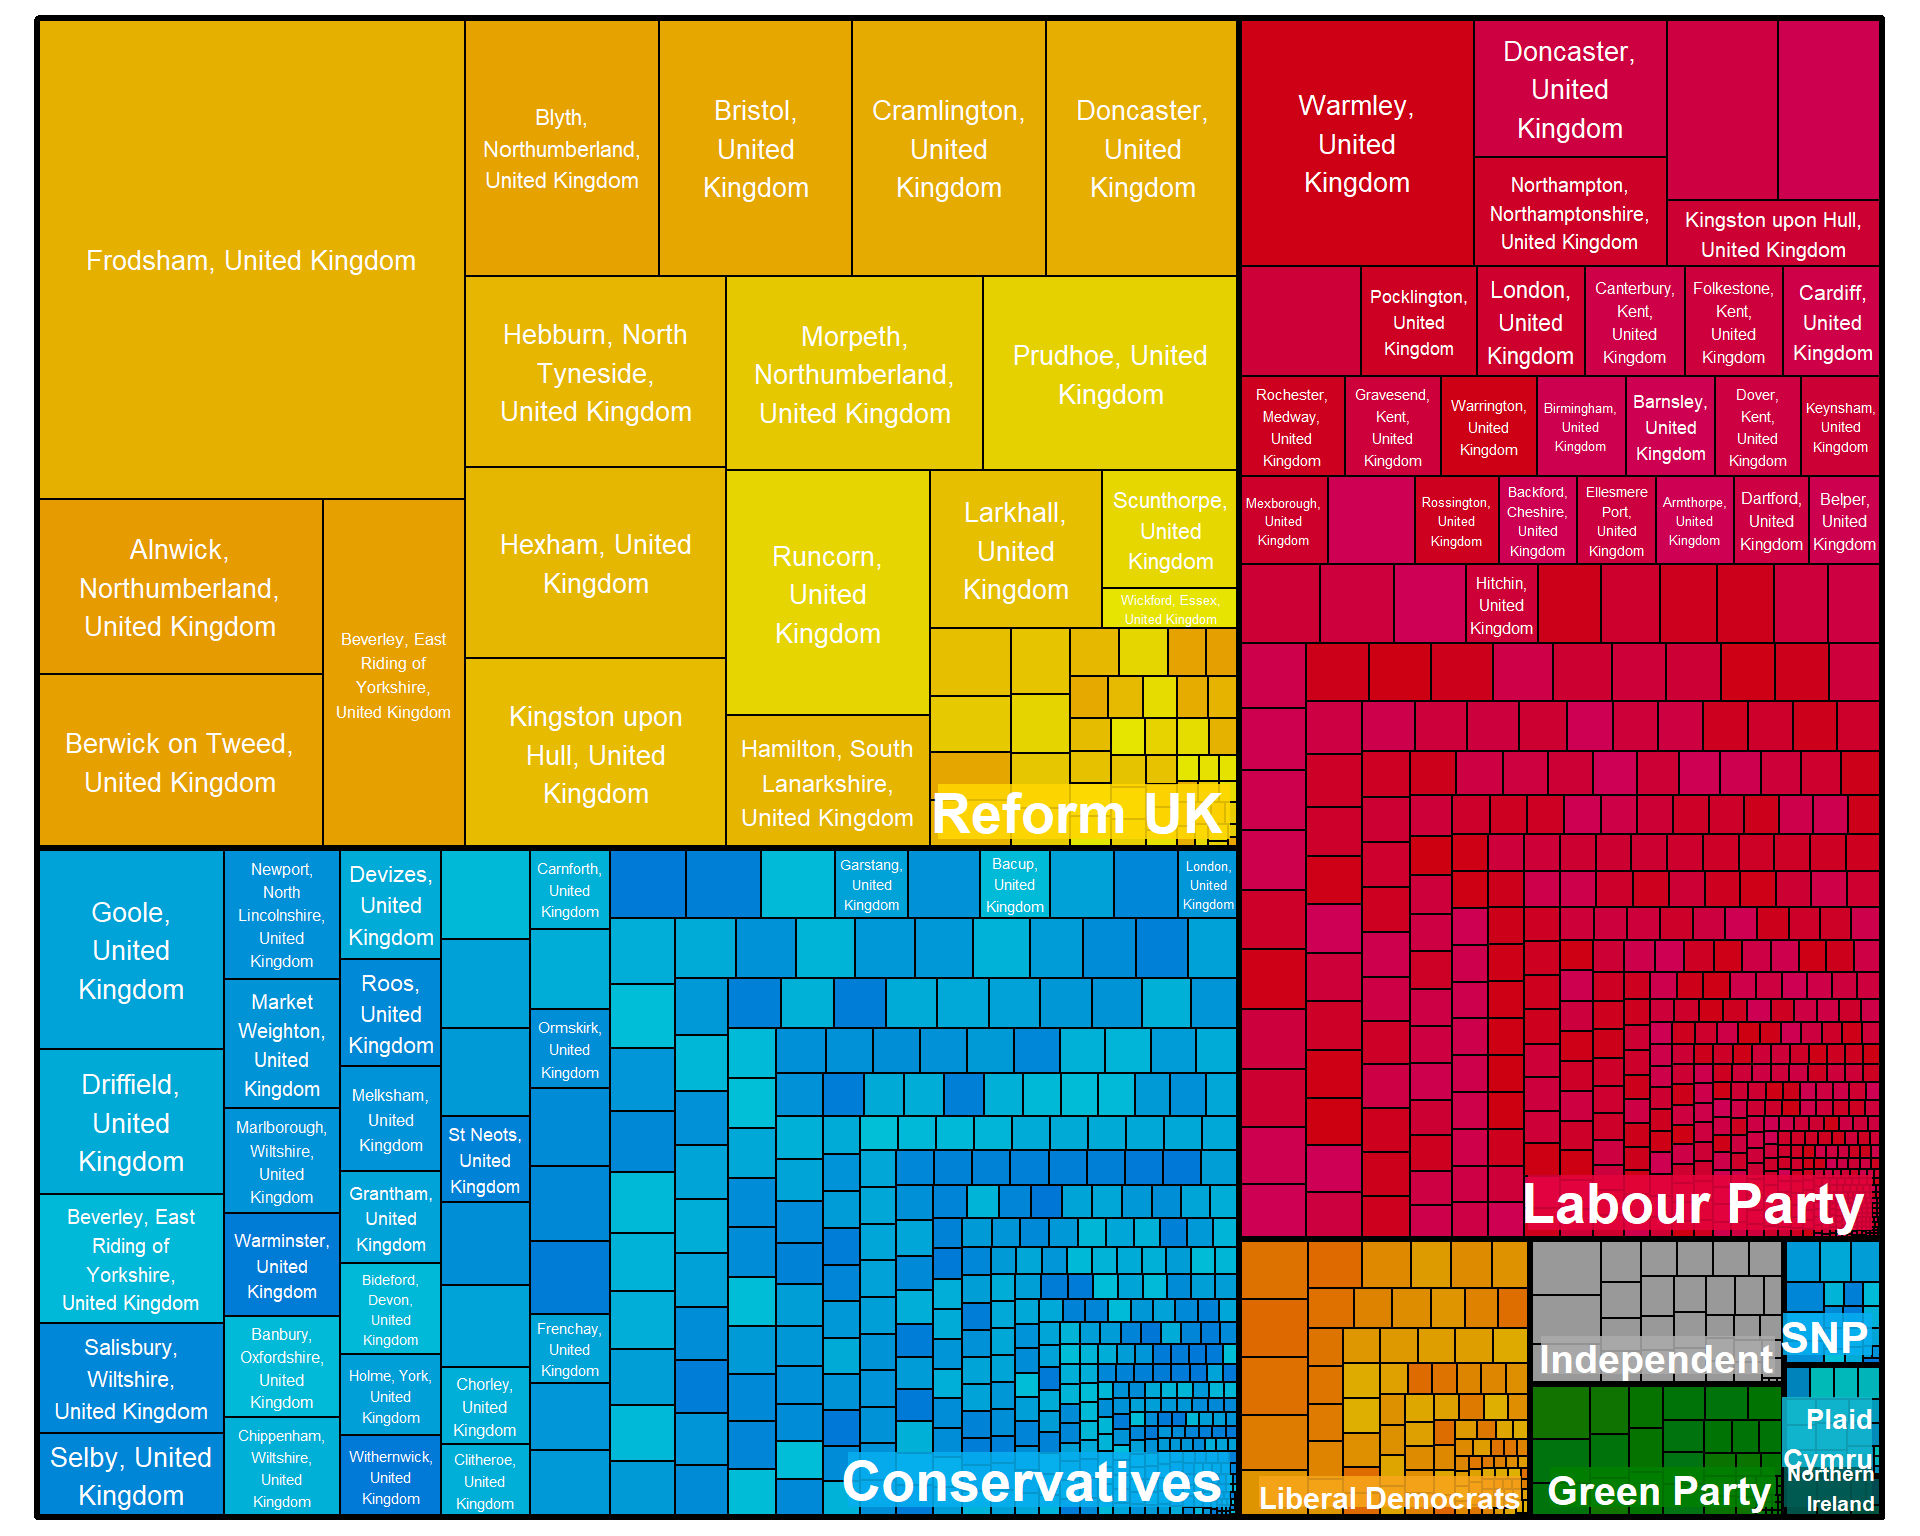 Frodsham, United Kingdom
Blyth,
Northumberland,
United Kingdom
Bristol,
United
Kingdom
Cramlington,
United
Kingdom
Doncaster,
United
Kingdom
Hebburn, North
Tyneside,
United Kingdom
Morpeth,
Northumberland,
United Kingdom
Prudhoe, United
Kingdom
Alnwick,
Northumberland,
United Kingdom
Berwick on Tweed,
United Kingdom
Beverley, East
Riding of
Yorkshire,
United Kingdom
Hexham, United
Kingdom
Kingston upon
Hull, United
Kingdom
Runcorn,
United
Kingdom
Hamilton, South
Lanarkshire,
United Kingdom
Larkhall,
United
Kingdom
Scunthorpe,
United
Kingdom
Wickford, Essex,
United Kingdom
Reform UK
Warmley,
United
Kingdom
Doncaster,
United
Kingdom
Northampton,
Northamptonshire,
United Kingdom
Kingston upon Hull,
United Kingdom
Pocklington,
United
Kingdom
London,
United
Kingdom
Canterbury,
Kent,
United
Kingdom
Folkestone,
Kent,
United
Kingdom
Cardiff,
United
Kingdom
Rochester,
Medway,
United
Kingdom
Gravesend,
Kent,
United
Kingdom
Warrington,
United
Kingdom
Birmingham,
United
Kingdom
Barnsley,
United
Kingdom
Dover,
Kent,
United
Kingdom
Keynsham,
United
Kingdom
Mexborough,
United
Kingdom
Rossington,
United
Kingdom
Backford,
Cheshire,
United
Kingdom
Ellesmere
Port,
United
Kingdom
Armthorpe,
United
Kingdom
Dartford,
United
Kingdom
Belper,
United
Kingdom
Hitchin,
United
Kingdom
Labour Party
Goole,
United
Kingdom
Driffield,
United
Kingdom
Beverley, East
Riding of
Yorkshire,
United Kingdom
Salisbury,
Wiltshire,
United Kingdom
Selby, United
Kingdom
Newport,
North
Lincolnshire,
United
Kingdom
Market
Weighton,
United
Kingdom
Marlborough,
Wiltshire,
United
Kingdom
Warminster,
United
Kingdom
Banbury,
Oxfordshire,
United
Kingdom
Chippenham,
Wiltshire,
United
Kingdom
Devizes,
United
Kingdom
Roos,
United
Kingdom
Melksham,
United
Kingdom
Grantham,
United
Kingdom
Bideford,
Devon,
United
Kingdom
Holme, York,
United
Kingdom
Withernwick,
United
Kingdom
St Neots,
United
Kingdom
Chorley,
United
Kingdom
Clitheroe,
United
Kingdom
Carnforth,
United
Kingdom
Ormskirk,
United
Kingdom
Frenchay,
United
Kingdom
Garstang,
United
Kingdom
Bacup,
United
Kingdom
London,
United
Kingdom
Conservatives
Liberal Democrats
Independent
Green Party
SNP
Plaid
Cymru
Northern
Ireland